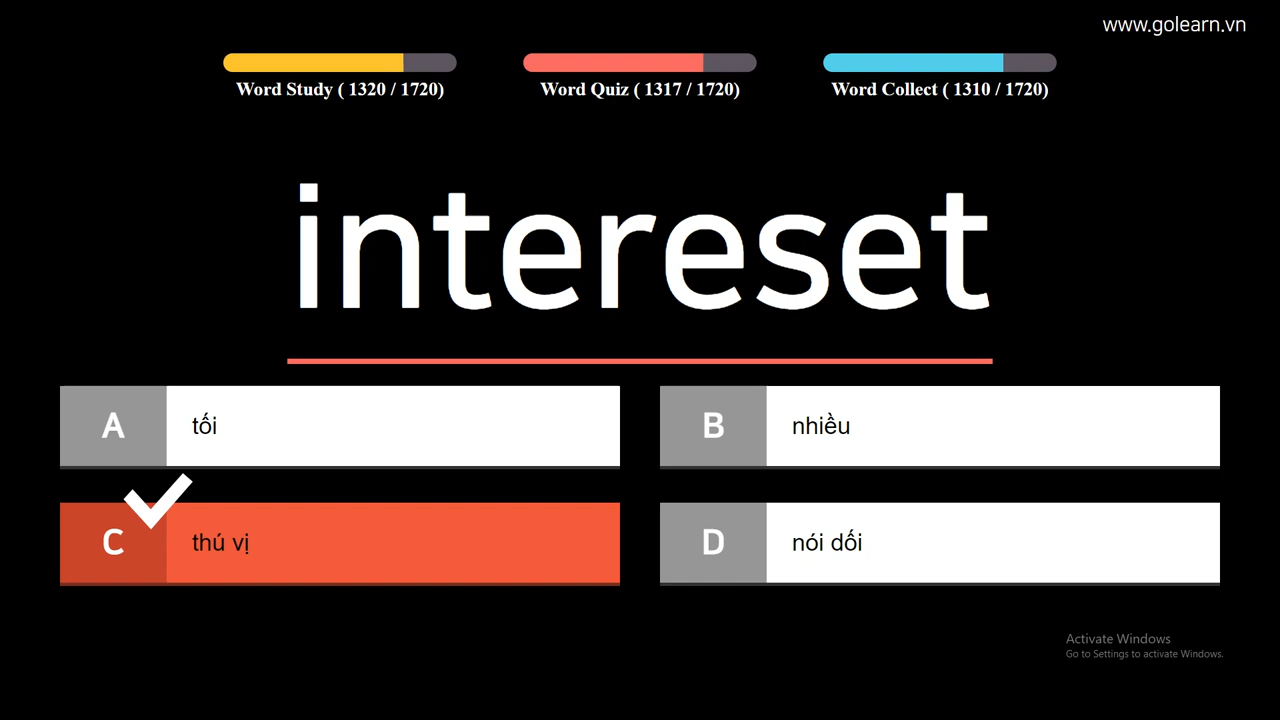 www.golearn.vn
Word Study ( 1320 / 1720)
Word Quiz ( 1317 / 1720)
Word Collect ( 1310 / 1720)
intereset
A tối
B nhiều
C thú vị
D nói dối
Activate Windows
Go to Settings to activate Windows.